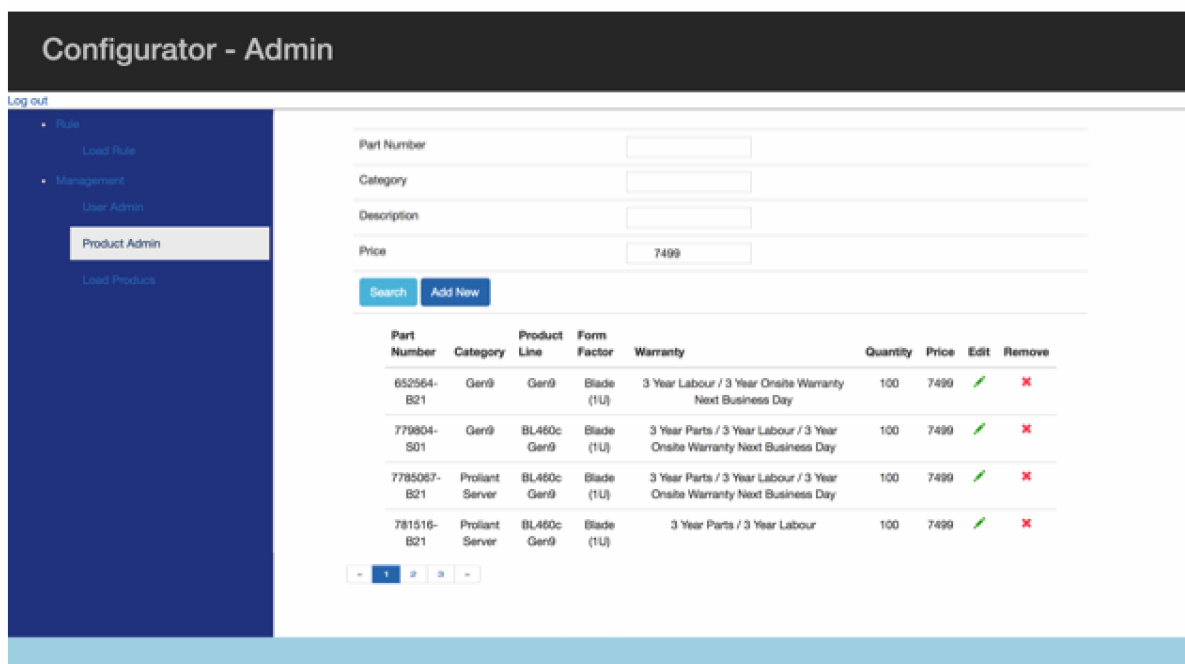 Configurator - Admin
Log out
Rule
Load Rule
Management
User Admin
Product Admin
Load Producs
Part Number
Category
Description
Price 7499
Search Add New
Part Product Form
Number Category Line Factor Warranty Quantity Price Edit Remove
652564- Gen9 Gen9 Blade 3 Year Labour / 3 Year Onsite Warranty 100 7499
B21 (1U) Next Business Day
779804- Gen9 BL460c Blade 3 Year Parts / 3 Year Labour / 3 Year 100 7499
S01 Gen9 (1U) Onsite Warranty Next Business Day
7785067- Proliant BL460c Blade 3 Year Parts / 3 Year Labour / 3 Year 100 7499
B21 Server Gen9 (1U) Onsite Warranty Next Business Day
781516- Proliant BL460c Blade 3 Year Parts / 3 Year Labour 100 7499
B21 Server Gen9 (1U)
« 1 2 3 »